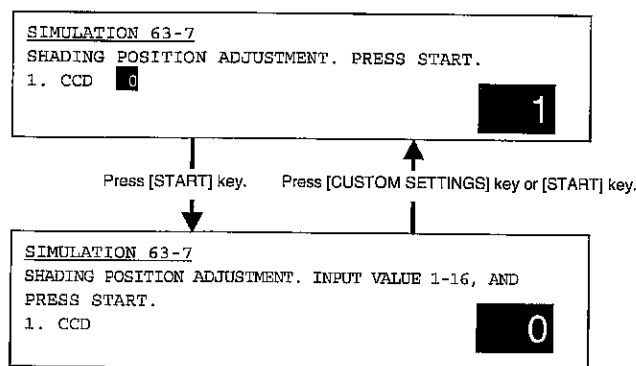 SIMULATION 63-7
SHADING POSITION ADJUSTMENT. PRESS START.
1. CCD 0
1
Press [START] key. Press [CUSTOM SETTINGS] key or [START] key.
SIMULATION 63-7
SHADING POSITION ADJUSTMENT. INPUT VALUE 1-16, AND
PRESS START.
1. CCD
0